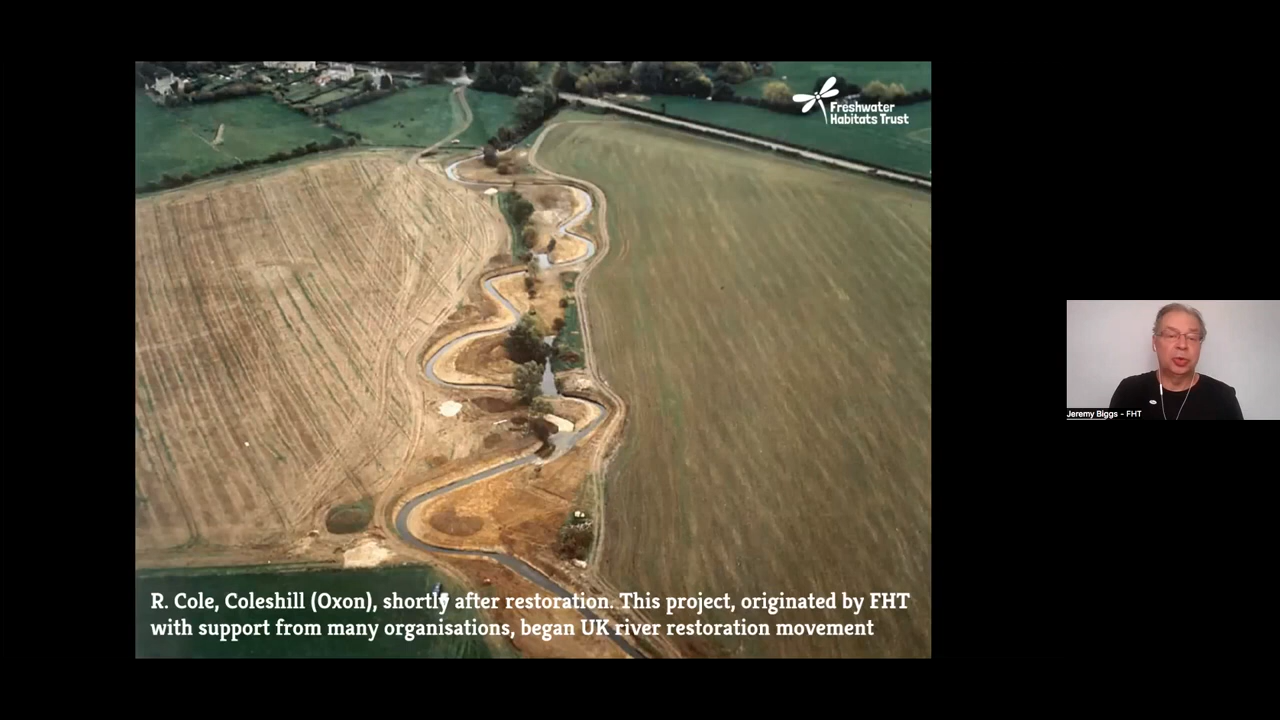 Freshwater
Habitats Trust
Jeremy Biggs - FHT
R. Cole, Coleshill (Oxon), shortly after restoration. This project, originated by FHT
with support from many organisations, began UK river restoration movement